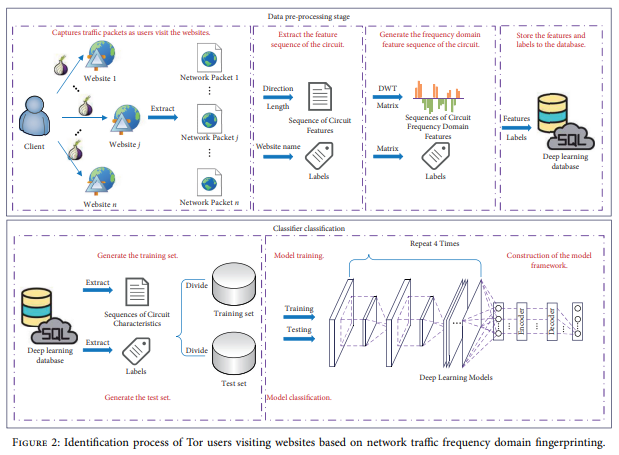 Data pre-processing stage
Captures traffic packets as users visit the websites.
Extract the feature
sequence of the circuit.
Generate the frequency domain
feature sequence of the circuit.
Store the features and
labels to the database.
Client
Website 1
Website j
Website n
Extract
Network Packet 1
Network Packet j
Network Packet n
Direction
Length
Sequence of Circuit
Features
Website name
Labels
DWT
Matrix
Sequences of Circuit
Frequency Domain
Features
Matrix
Labels
Features
Labels
SQL
Deep learning
database
Classifier classification
Generate the training set.
SQL
Deep learning
database
Extract
Sequences of Circuit
Characteristics
Extract
Labels
Divide
Training set
Divide
Test set
Generate the test set.
Model training.
Repeat 4 Times
Construction of the model
framework.
Training
Testing
Encoder
Decoder
Deep Learning Models
Model classification.
FIGURE 2: Identification process of Tor users visiting websites based on network traffic frequency domain fingerprinting.